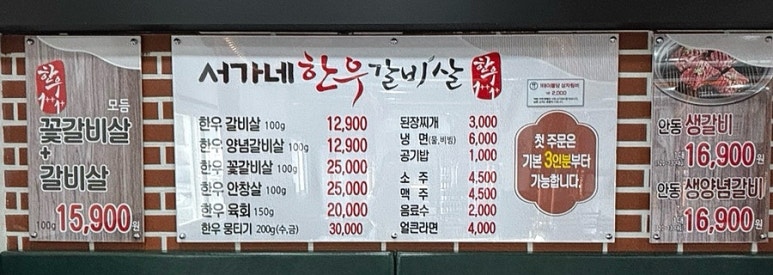 한우
모듬
꽃갈비살
+
갈비살
100g 15,900원
서가네 한우 갈비살 한우
한우 갈비살 100g 12,900
한우 양념갈비살 100g 12,900
한우 꽃갈비살 100g 25,000
한우 안창살 100g 25,000
한우 육회 150g 20,000
한우 뭉티기 200g(수,금) 30,000
된장찌개 3,000
냉 면(물,비빔) 6,000
공기밥 1,000
소 주 4,500
맥 주 4,500
음료수 2,000
얼큰라면 4,000
2,000
첫 주문은
기본 3인분부터
가능합니다.
안동 생갈비
16,900원
안동 생양념갈비
16,900원